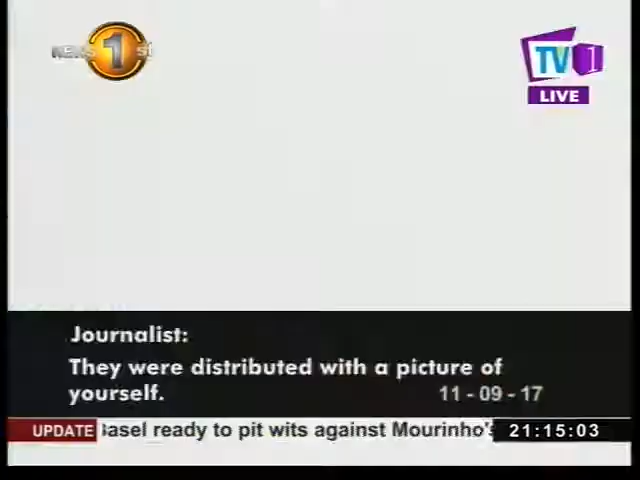 NEWS 1st
TV 1
LIVE
Journalist:
They were distributed with a picture of
yourself.
11 - 09 - 17
UPDATE Basel ready to pit wits against Mourinho's 21:15:03